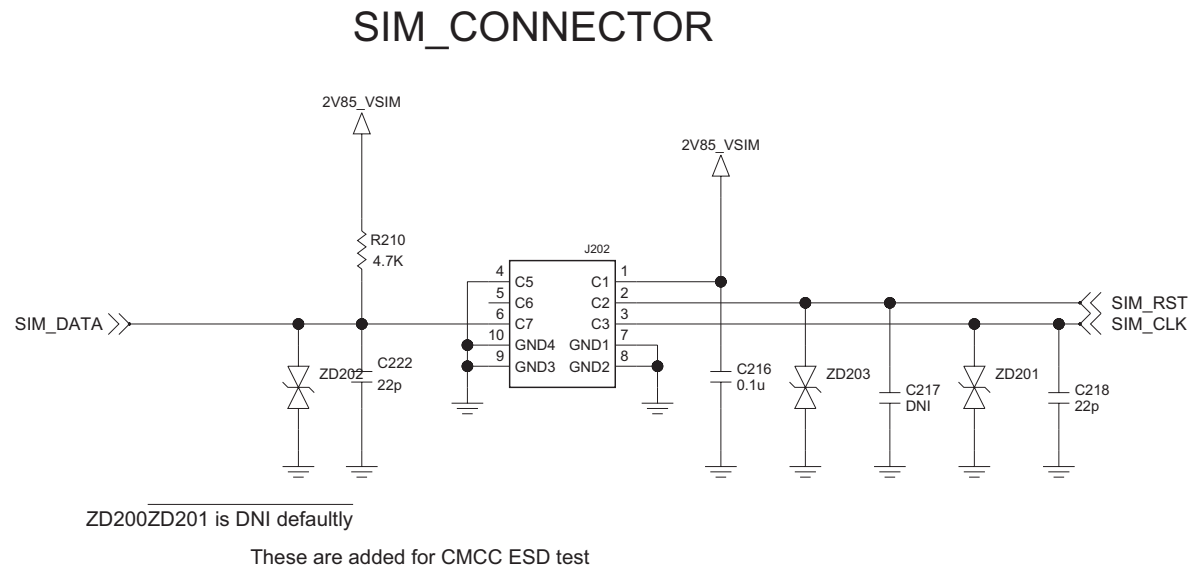 SIM_CONNECTOR
2V85_VSIM
2V85_VSIM
R210
4.7K
J202
4 C5 C1 1
5 C6 C2 2
6 C7 C3 3
10 GND4 GND1 7
9 GND3 GND2 8
SIM_DATA
SIM_RST
SIM_CLK
ZD202
C222
22p
C216
0.1u
ZD203
C217
DNI
ZD201
C218
22p
ZD200ZD201 is DNI defaultly
These are added for CMCC ESD test